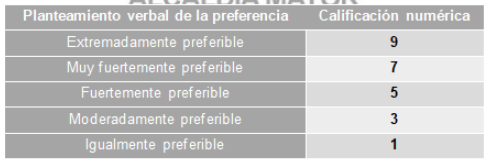 ALCALDÍA MAYOR
Planteamiento verbal de la preferencia Calificación numérica
Extremadamente preferible 9
Muy fuertemente preferible 7
Fuertemente preferible 5
Moderadamente preferible 3
Igualmente preferible 1